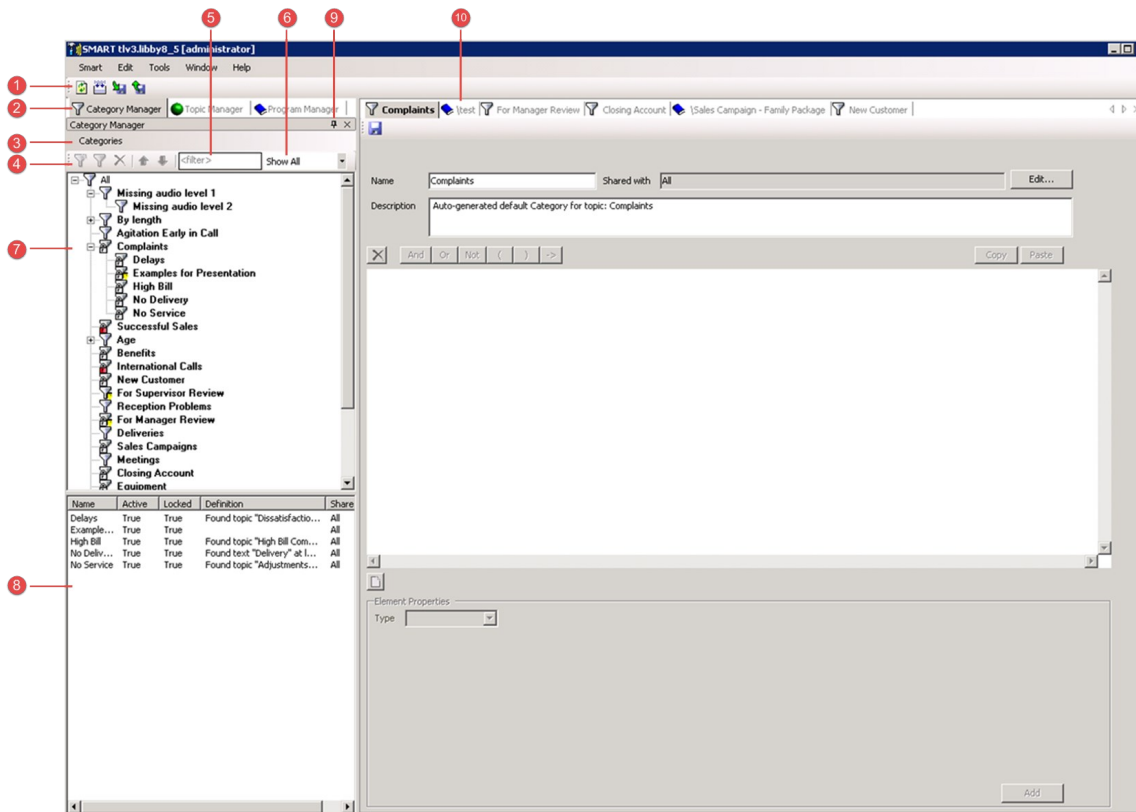 5 6 9 10
SMART tlv3.libby8_5 [administrator]
Smart Edit Tools Window Help
1
2 Category Manager Topic Manager Program Manager
Complaints \test For Manager Review Closing Account \Sales Campaign - Family Package New Customer
Category Manager
3 Categories
4 <filter> Show All
All
Missing audio level 1
Missing audio level 2
By length
Agitation Early in Call
7 Complaints
Delays
Examples for Presentation
High Bill
No Delivery
No Service
Successful Sales
Age
Benefits
International Calls
New Customer
For Supervisor Review
Reception Problems
For Manager Review
Deliveries
Sales Campaigns
Meetings
Closing Account
Equipment
Name Active Locked Definition Share
Delays True True Found topic "Dissatisfactio... All
Example... True True All
High Bill True True Found topic "High Bill Com... All
No Deliv... True True Found text "Delivery" at l... All
No Service True True Found topic "Adjustments... All
8
Name Complaints Shared with All Edit...
Description Auto-generated default Category for topic: Complaints
And Or Not ( ) -> Copy Paste
Element Properties
Type
Add